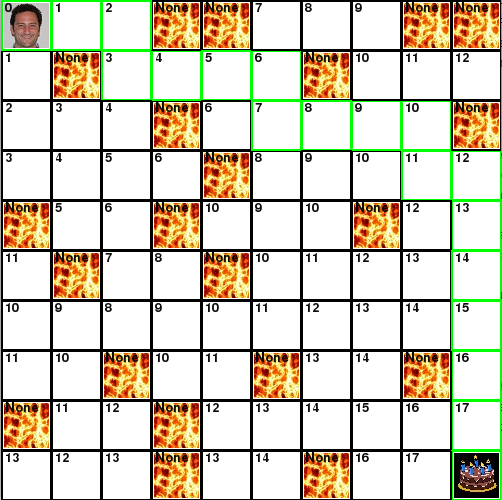 0 1 2 None None 7 8 9 None None
1 None 3 4 5 6 None 10 11 12
2 3 4 None 6 7 8 9 10 None
3 4 5 6 None 8 9 10 11 12
None 5 6 None 10 9 10 None 12 13
11 None 7 8 None 10 11 12 13 14
10 9 8 9 10 11 12 13 14 15
11 10 None 10 11 None 13 14 None 16
None 11 12 None 12 13 14 15 16 17
13 12 13 None 13 14 None 16 17